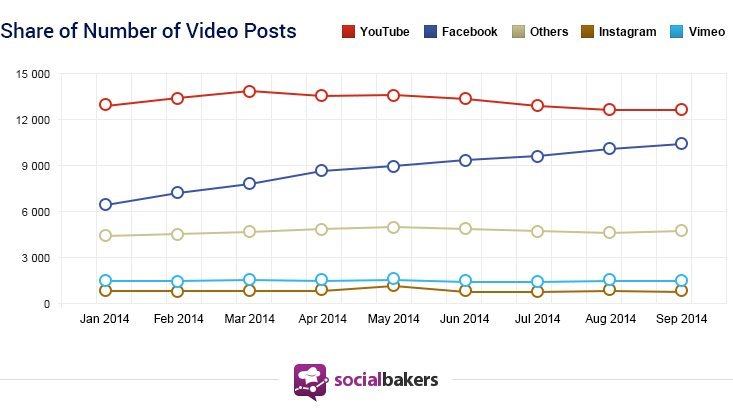 Share of Number of Video Posts
YouTube Facebook Others Instagram Vimeo
15 000
12 000
9 000
6 000
3 000
0
Jan 2014 Feb 2014 Mar 2014 Apr 2014 May 2014 Jun 2014 Jul 2014 Aug 2014 Sep 2014
socialbakers